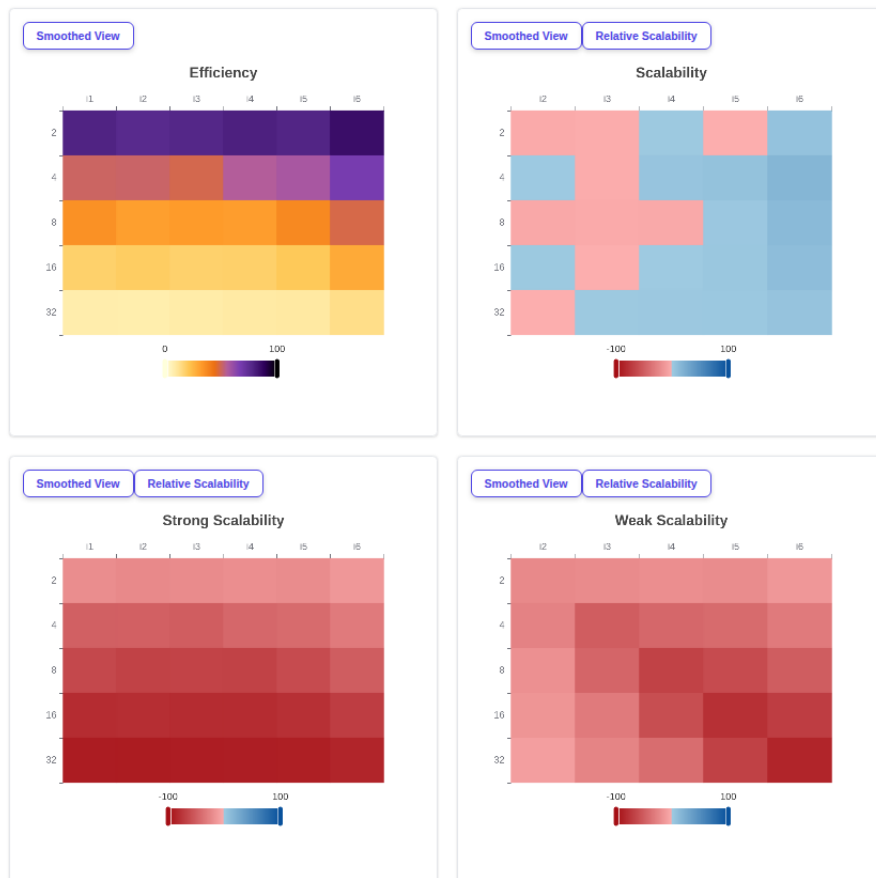 Smoothed View
Efficiency
i1 i2 i3 i4 i5 i6
2
4
8
16
32
0 100
Smoothed View Relative Scalability
Scalability
i2 i3 i4 i5 i6
2
4
8
16
32
-100 100
Smoothed View Relative Scalability
Strong Scalability
i1 i2 i3 i4 i5 i6
2
4
8
16
32
-100 100
Smoothed View Relative Scalability
Weak Scalability
i2 i3 i4 i5 i6
2
4
8
16
32
-100 100